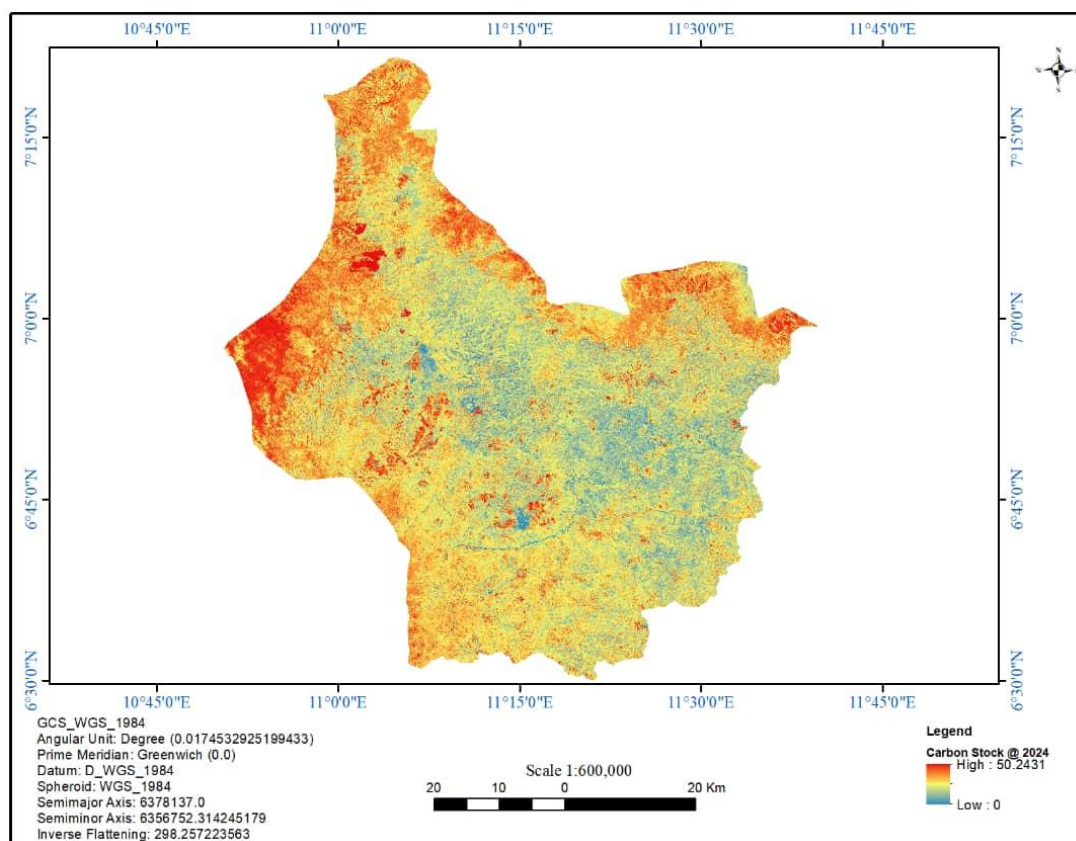 10°45'0"E 11°0'0"E 11°15'0"E 11°30'0"E 11°45'0"E
N
W E
S
7°15'0"N 7°15'0"N
7°0'0"N 7°0'0"N
6°45'0"N 6°45'0"N
6°30'0"N 6°30'0"N
10°45'0"E 11°0'0"E 11°15'0"E 11°30'0"E 11°45'0"E
GCS_WGS_1984
Angular Unit: Degree (0.0174532925199433)
Prime Meridian: Greenwich (0.0)
Datum: D_WGS_1984
Spheroid: WGS_1984
Semimajor Axis: 6378137.0
Semiminor Axis: 6356752.314245179
Inverse Flattening: 298.257223563
Scale 1:600,000
20 10 0 20 Km
Legend
Carbon Stock @ 2024
High : 50.2431
Low : 0